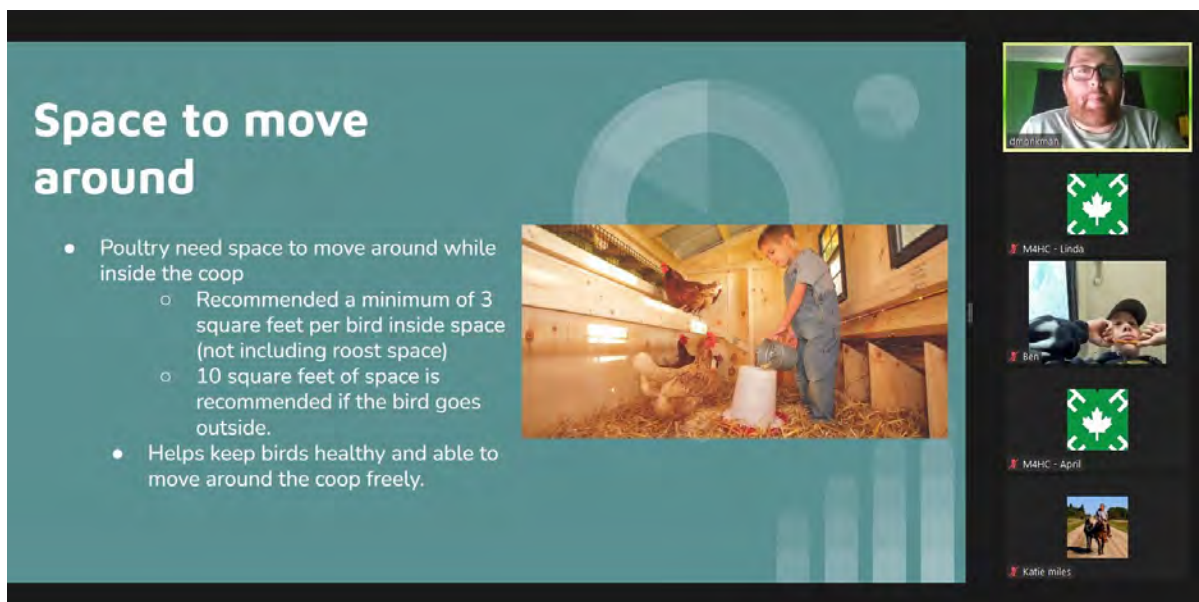 Space to move
around
● Poultry need space to move around while
inside the coop
○ Recommended a minimum of 3
square feet per bird inside space
(not including roost space)
○ 10 square feet of space is
recommended if the bird goes
outside.
● Helps keep birds healthy and able to
move around the coop freely.
dmonkman
M4HC - Linda
Ben
M4HC - April
Katie miles